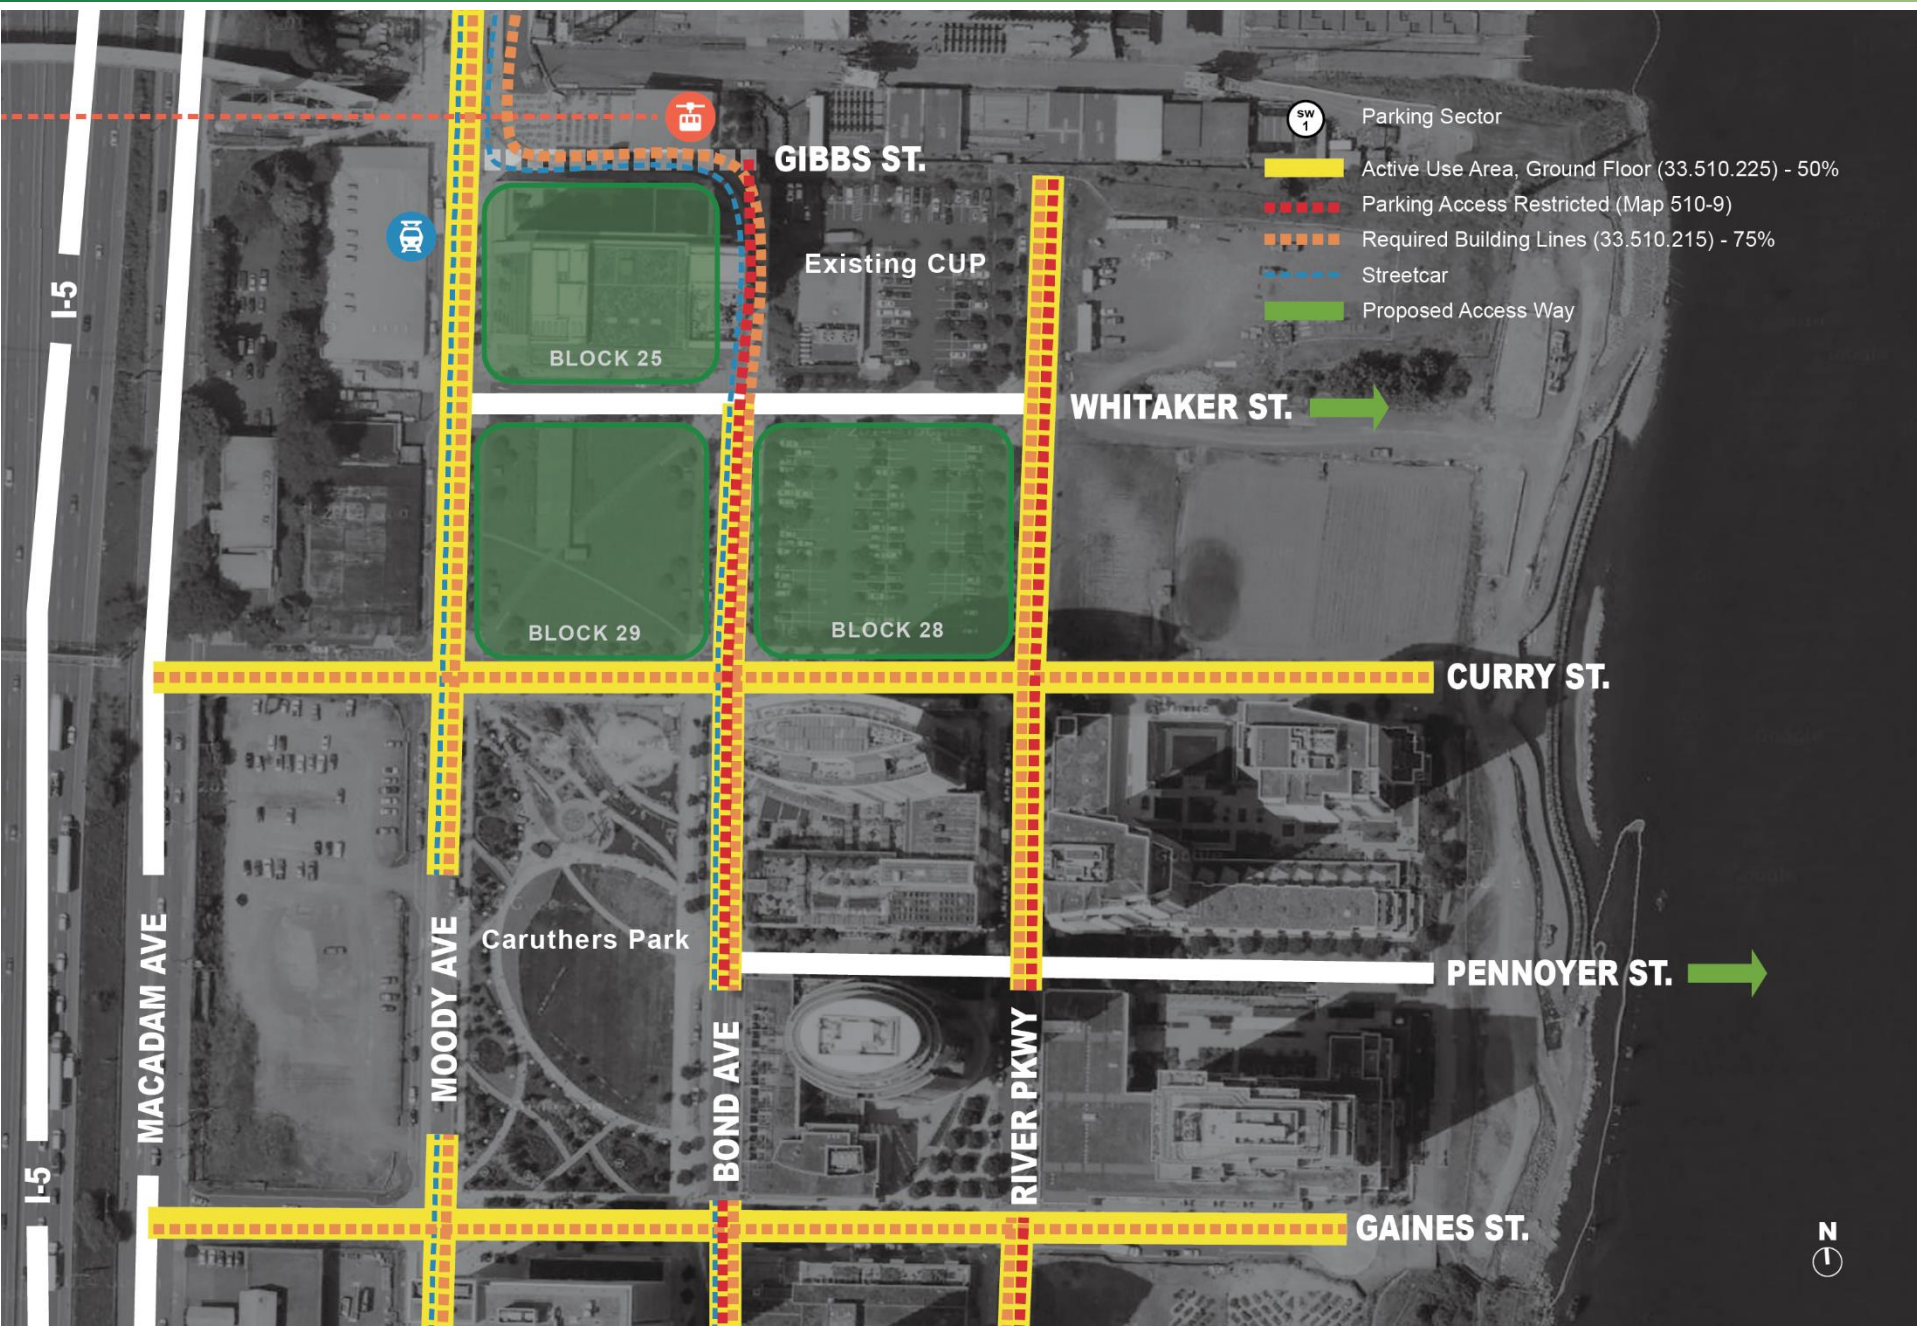 GIBBS ST.
SW
1
Parking Sector
Active Use Area, Ground Floor (33.510.225) - 50%
Parking Access Restricted (Map 510-9)
Required Building Lines (33.510.215) - 75%
Streetcar
Proposed Access Way
I-5
Existing CUP
BLOCK 25
WHITAKER ST.
BLOCK 29
BLOCK 28
CURRY ST.
Caruthers Park
PENNOYER ST.
MACADAM AVE
MOODY AVE
BOND AVE
RIVER PKWY
I-5
GAINES ST.
N